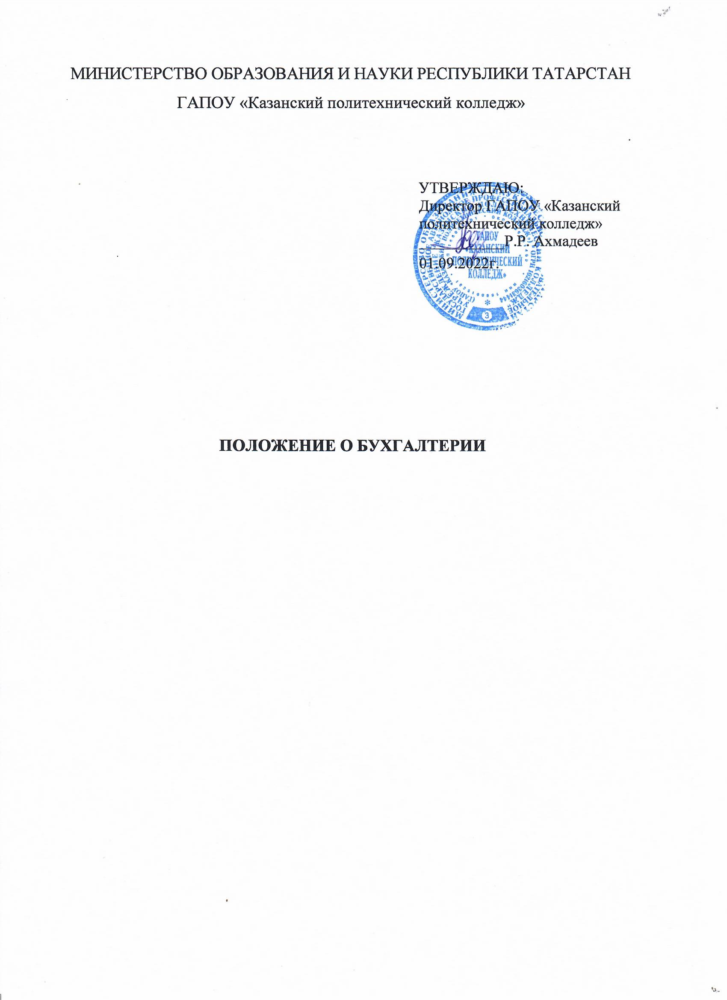 МИНИСТЕРСТВО ОБРАЗОВАНИЯ И НАУКИ РЕСПУБЛИКИ ТАТАРСТАН
ГАПОУ «Казанский политехнический колледж»
УТВЕРЖДАЮ:
Директор ГАПОУ «Казанский
политехнический колледж»
Р.Р. Ахмадеев
01.09.2022г.
ГАПОУ
«КАЗАНСКИЙ
ПОЛИТЕХНИЧЕСКИЙ
КОЛЛЕДЖ»
3
ПОЛОЖЕНИЕ О БУХГАЛТЕРИИ